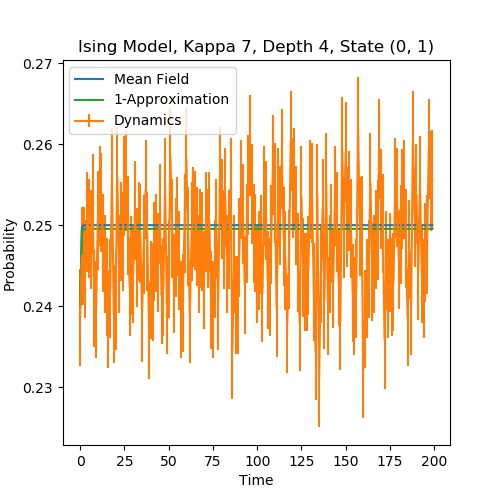 Ising Model, Kappa 7, Depth 4, State (0, 1)
Mean Field
1-Approximation
Dynamics
Probability
0.27
0.26
0.25
0.24
0.23
0 25 50 75 100 125 150 175 200
Time